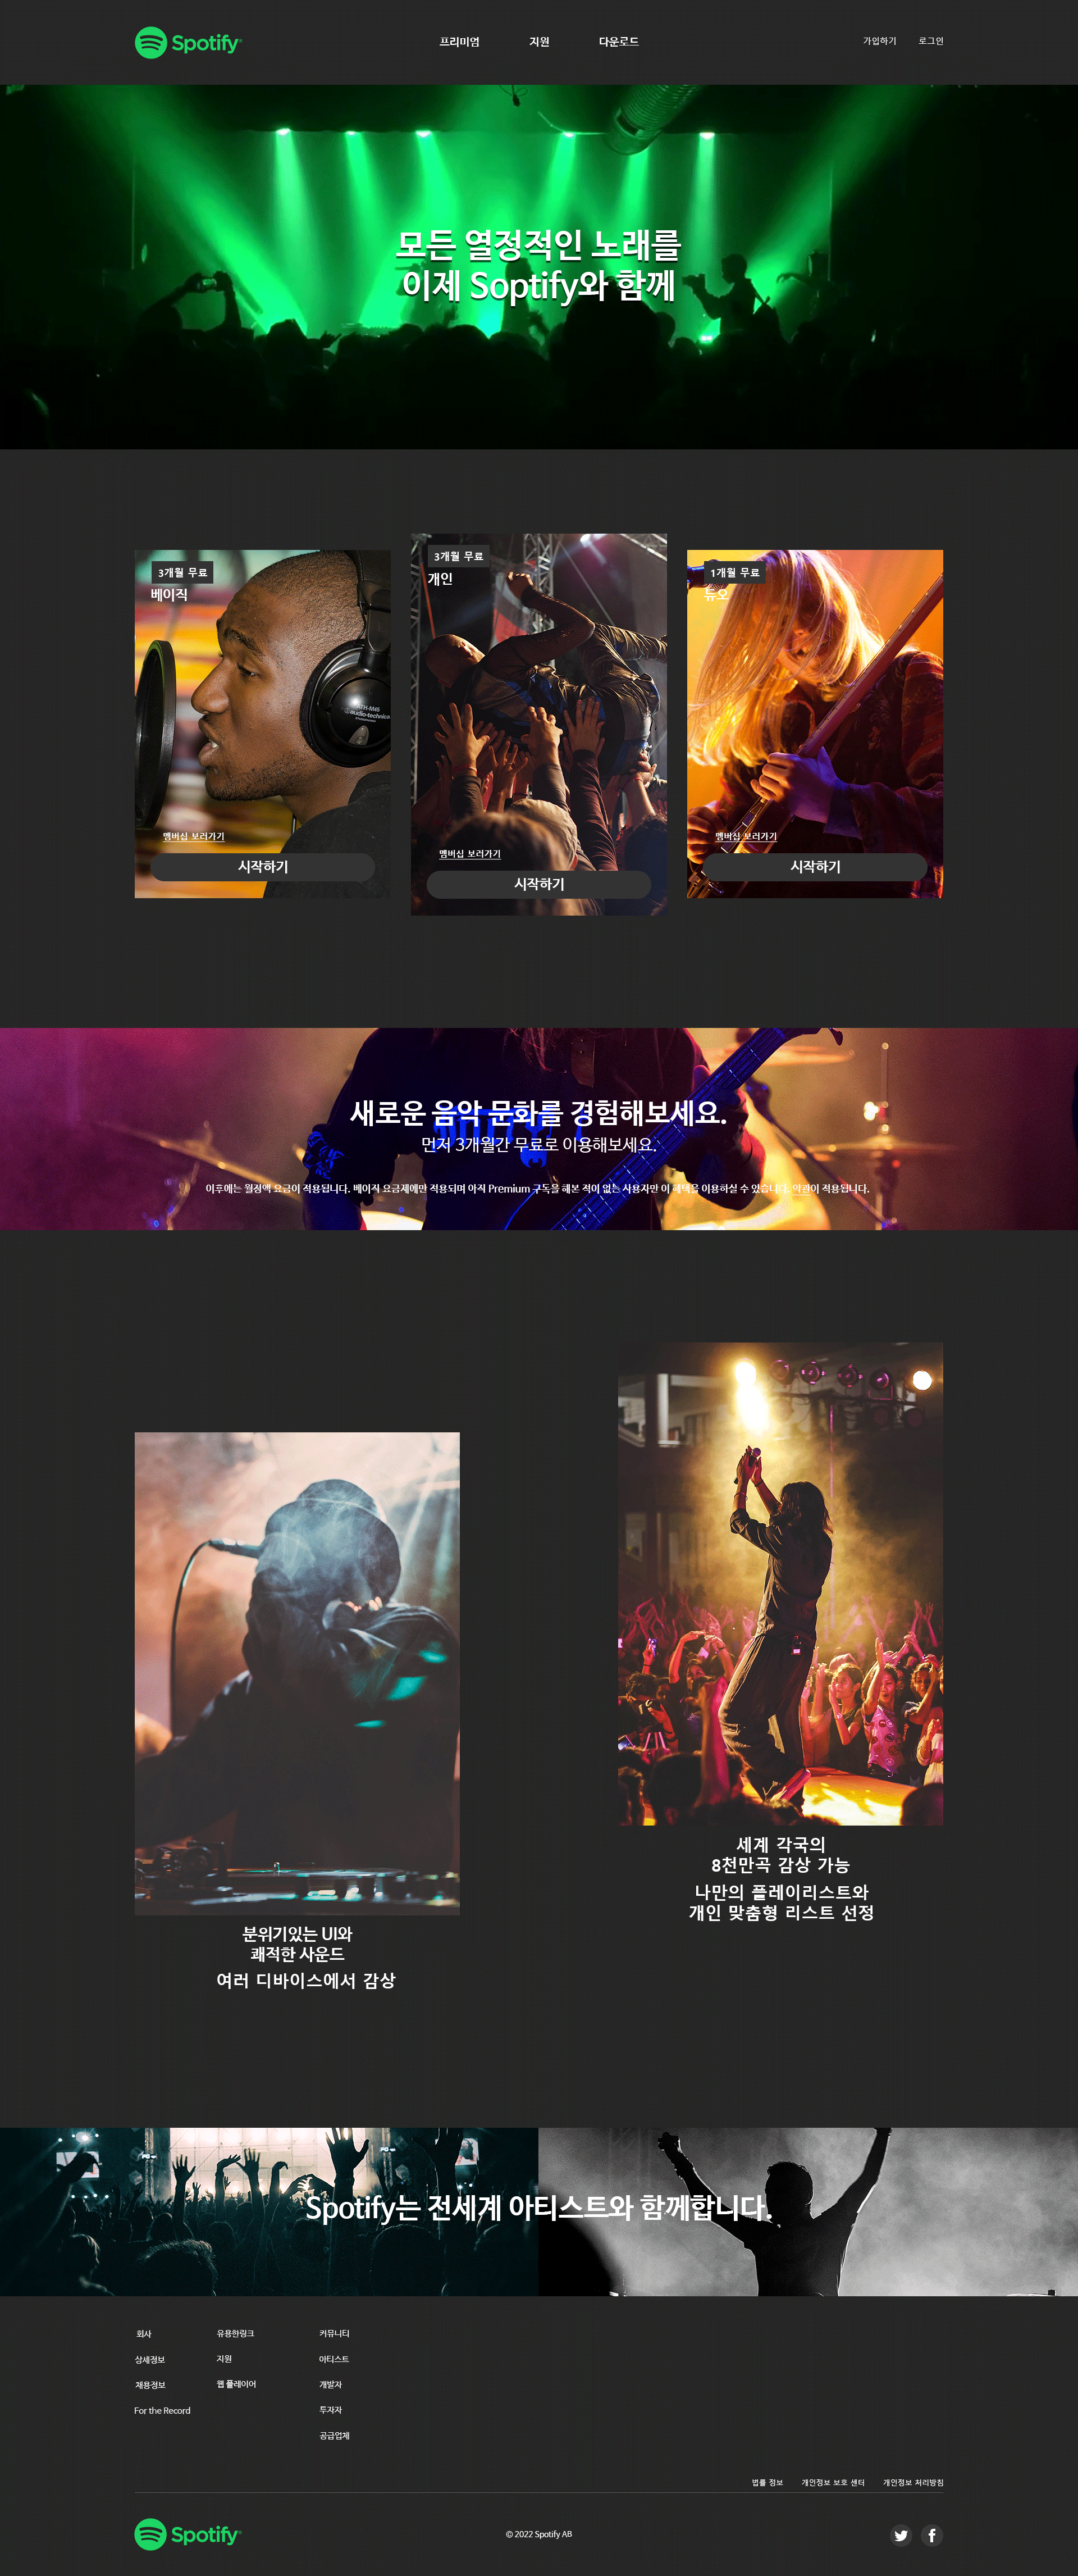 Spotify®
프리미엄
지원
다운로드
가입하기
로그인
모든 열정적인 노래를
이제 Soptify와 함께
3개월 무료
베이직
ATH-M45
audio-technica
멤버십 보러가기
시작하기
3개월 무료
개인
멤버십 보러가기
시작하기
1개월 무료
듀오
멤버십 보러가기
시작하기
새로운 음악 문화를 경험해보세요.
먼저 3개월간 무료로 이용해보세요.
이후에는 월정액 요금이 적용됩니다. 베이직 요금제에만 적용되며 아직 Premium 구독을 해본 적이 없는 사용자만 이 혜택을 이용하실 수 있습니다. 약관이 적용됩니다.
분위기있는 UI와
쾌적한 사운드
여러 디바이스에서 감상
세계 각국의
8천만곡 감상 가능
나만의 플레이리스트와
개인 맞춤형 리스트 선정
Spotify는 전세계 아티스트와 함께합니다.
회사
상세정보
채용정보
For the Record
유용한링크
지원
웹 플레이어
커뮤니티
아티스트
개발자
투자자
공급업체
법률 정보
개인정보 보호 센터
개인정보 처리방침
Spotify®
© 2022 Spotify AB